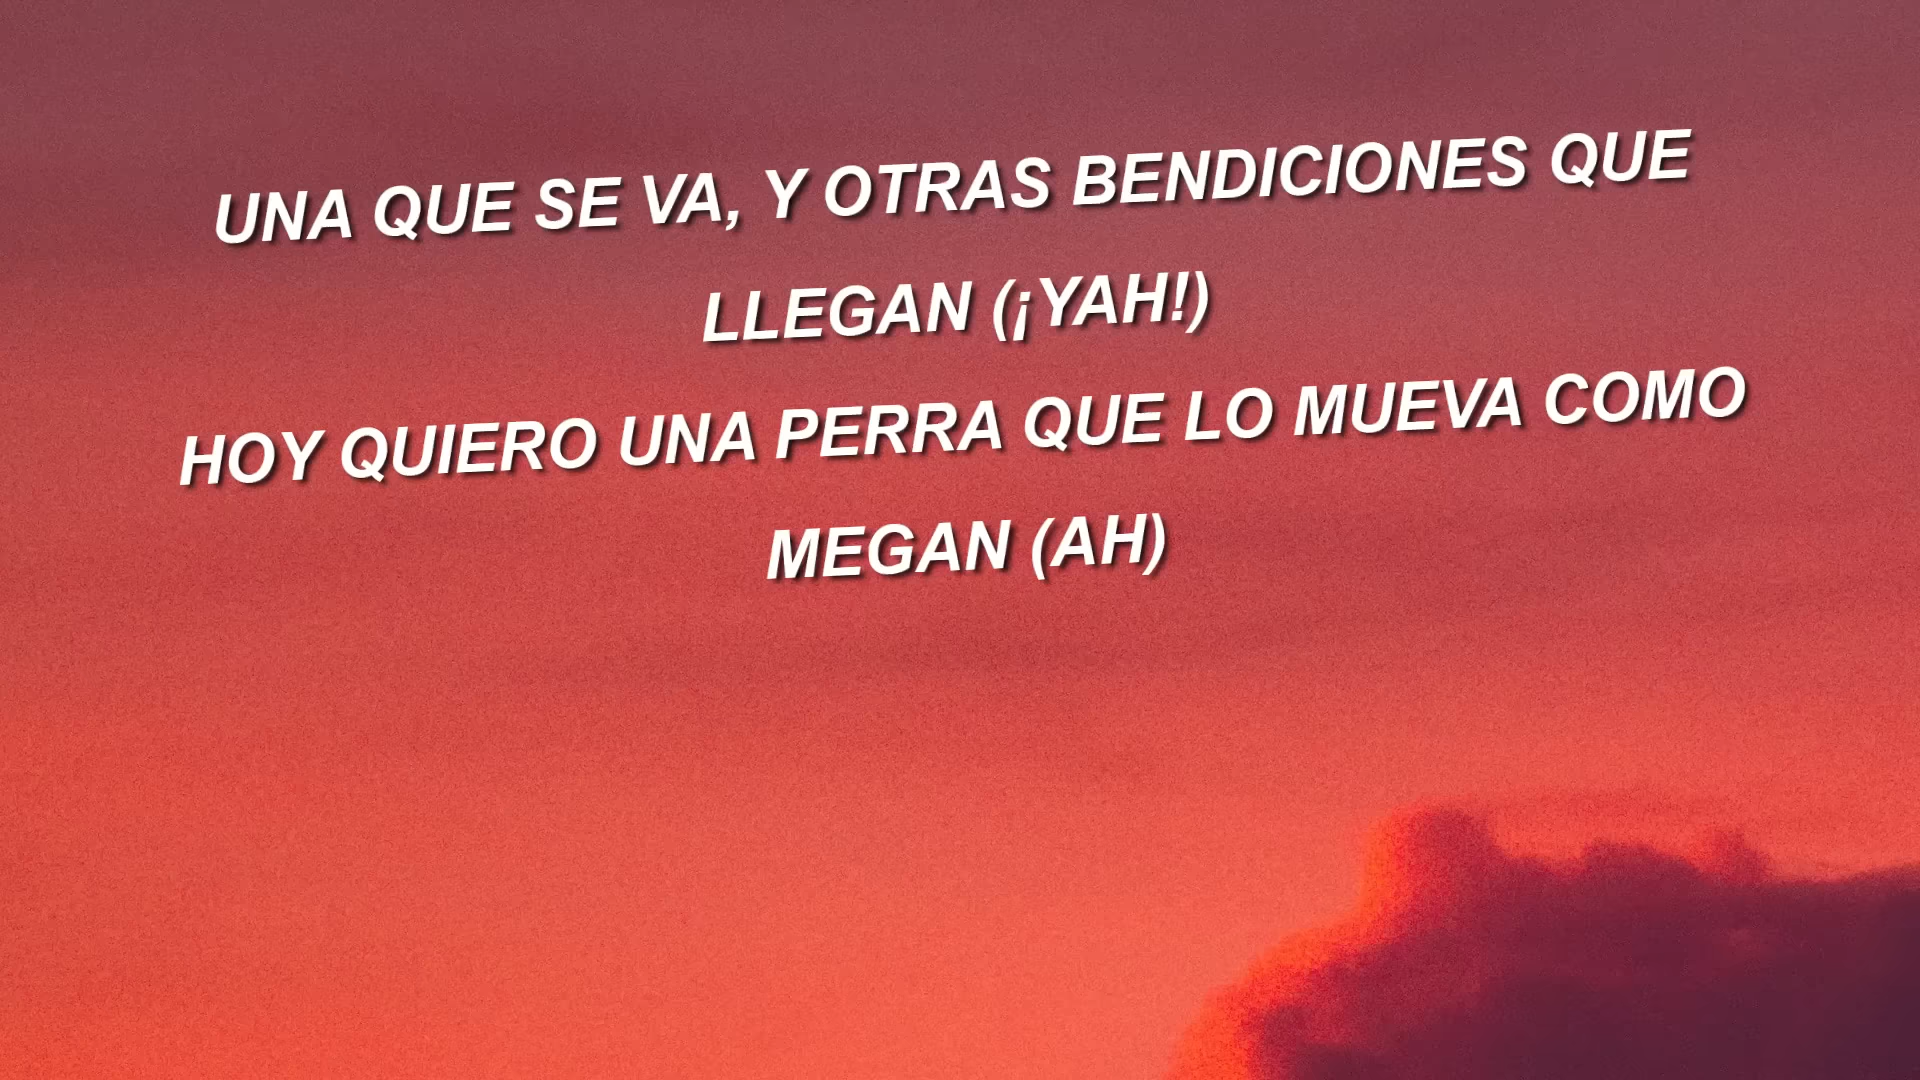 UNA QUE SE VA, Y OTRAS BENDICIONES QUE
LLEGAN (¡YAH!)
HOY QUIERO UNA PERRA QUE LO MUEVA COMO
MEGAN (AH)